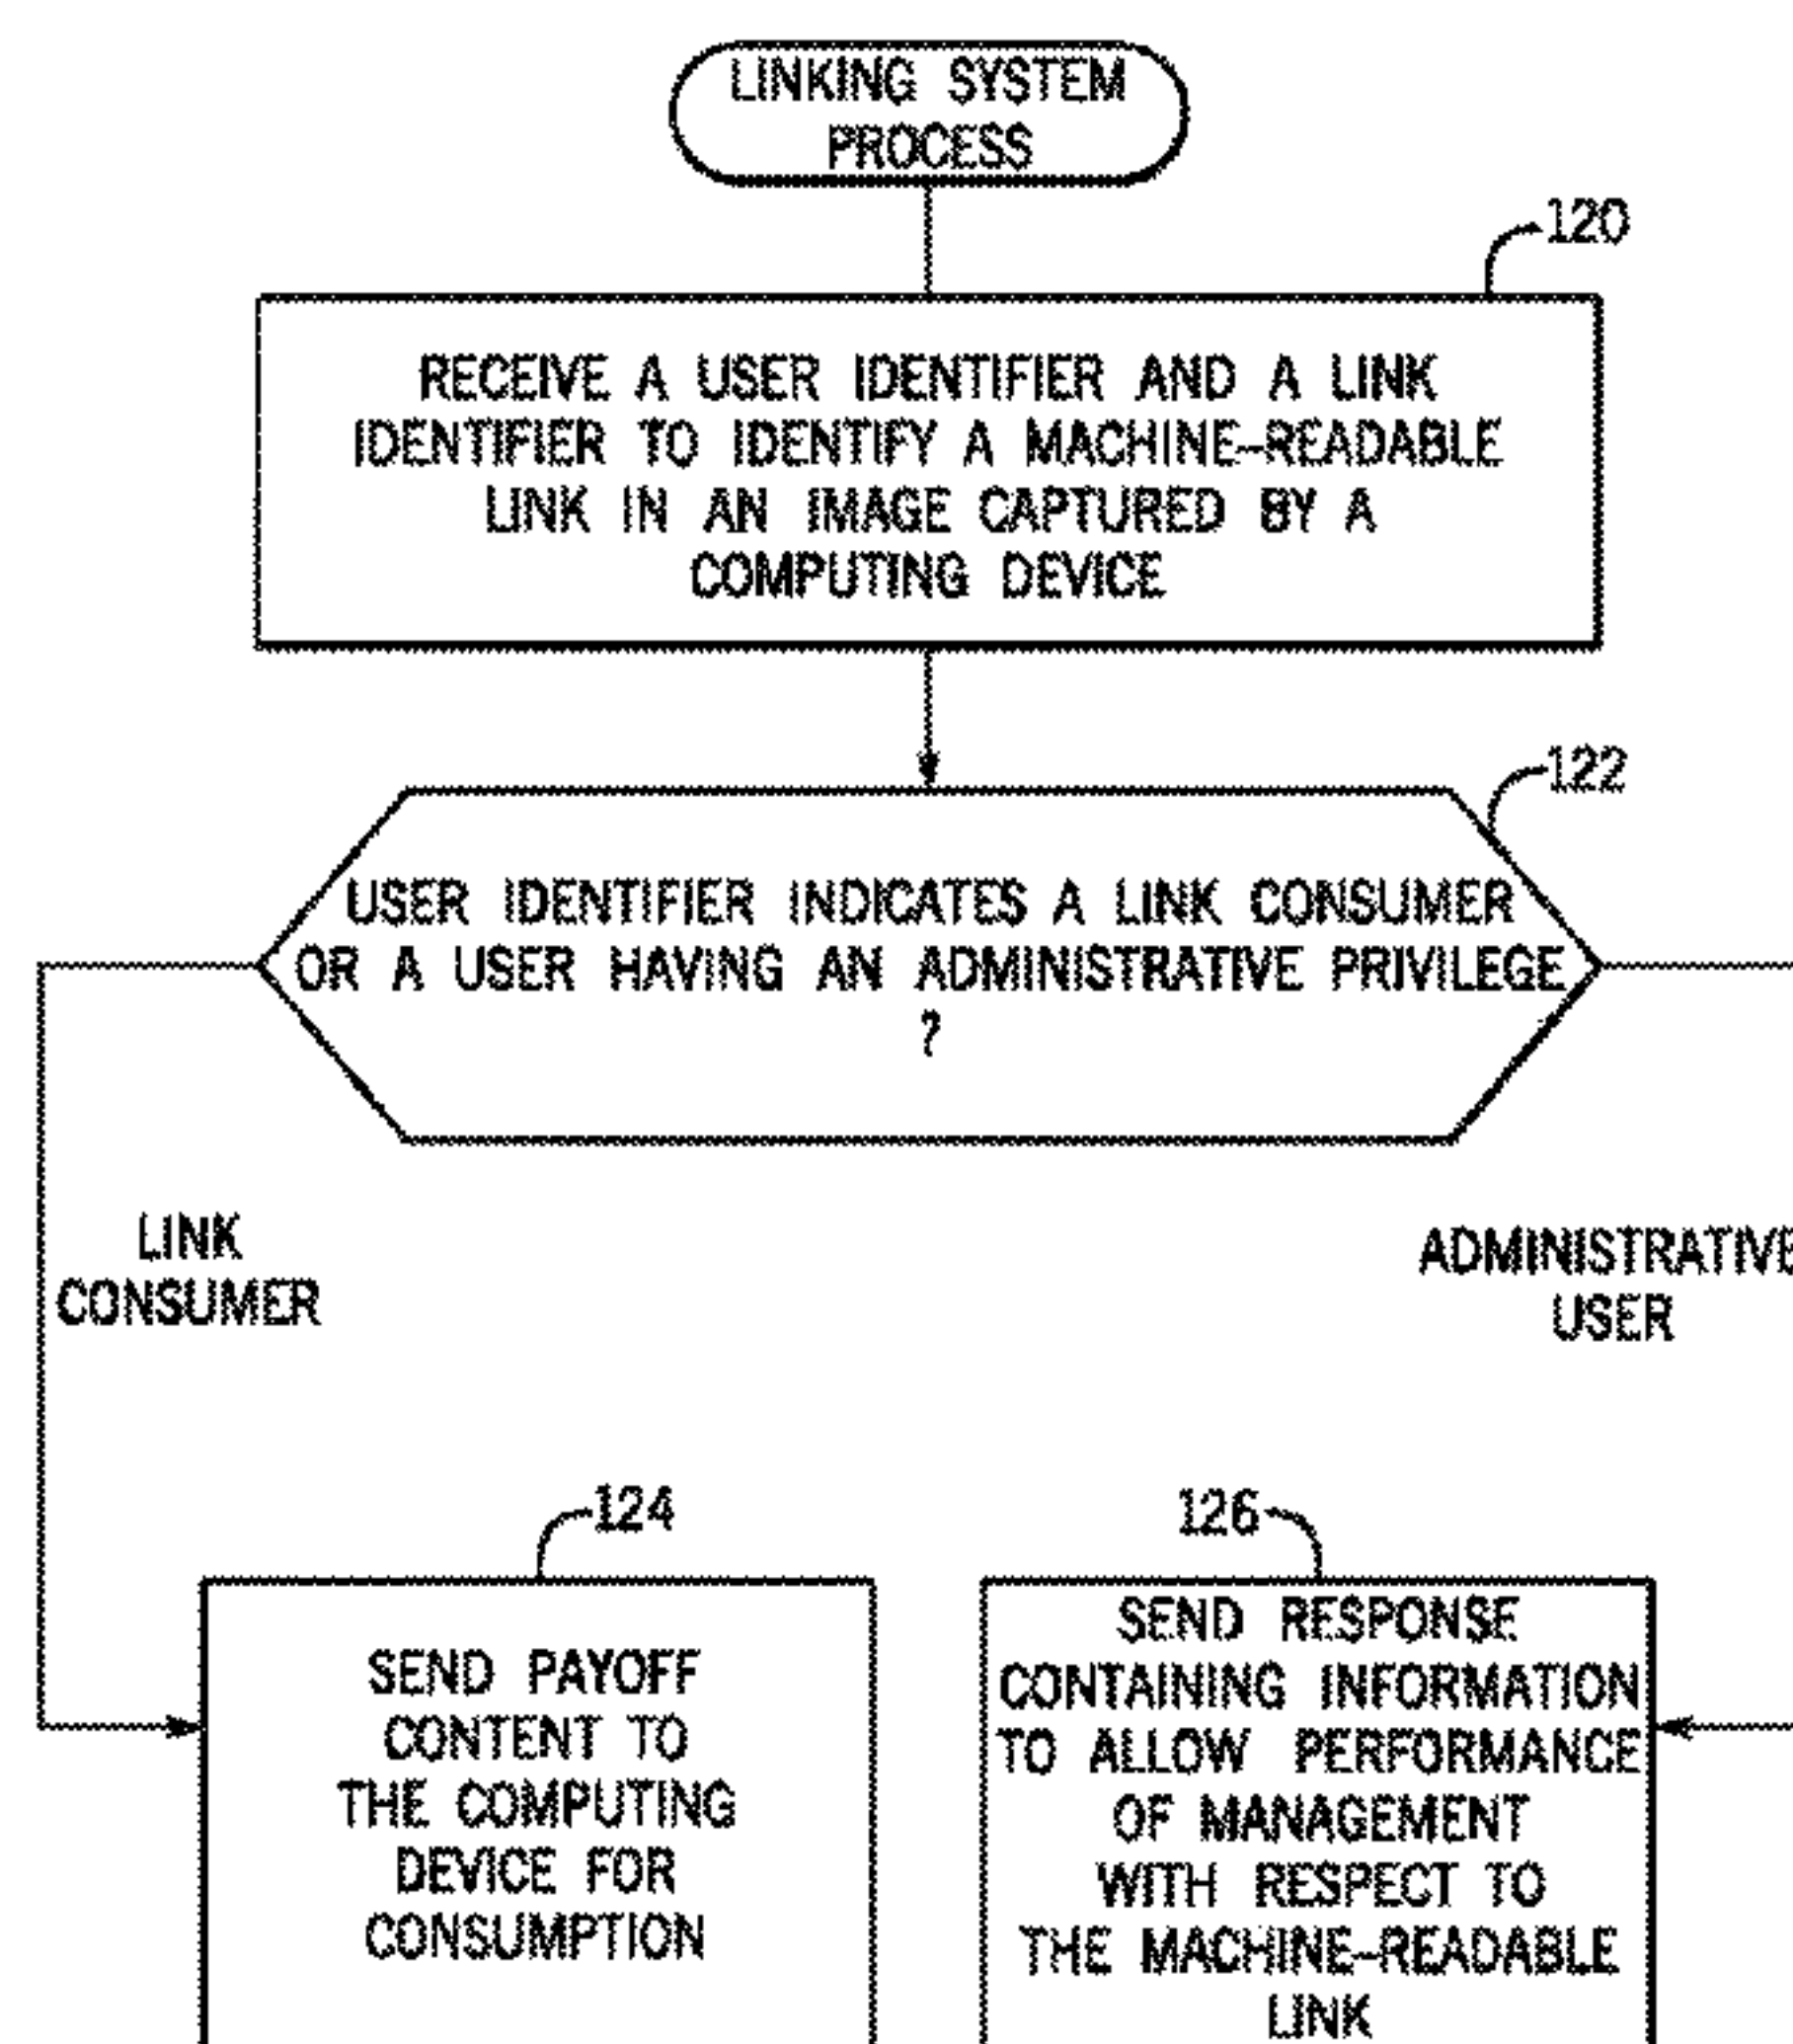 LINKING SYSTEM
PROCESS
120
RECEIVE A USER IDENTIFIER AND A LINK
IDENTIFIER TO IDENTIFY A MACHINE-READABLE
LINK IN AN IMAGE CAPTURED BY A
COMPUTING DEVICE
122
USER IDENTIFIER INDICATES A LINK CONSUMER
OR A USER HAVING AN ADMINISTRATIVE PRIVILEGE
?
LINK
CONSUMER
ADMINISTRATIVE
USER
124
SEND PAYOFF
CONTENT TO
THE COMPUTING
DEVICE FOR
CONSUMPTION
126
SEND RESPONSE
CONTAINING INFORMATION
TO ALLOW PERFORMANCE
OF MANAGEMENT
WITH RESPECT TO
THE MACHINE-READABLE
LINK